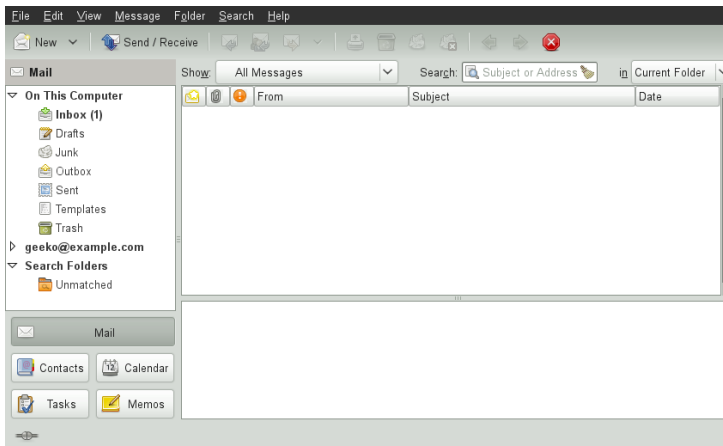 File Edit View Message Folder Search Help
New Send / Receive
Mail Show: All Messages Search: Subject or Address in Current Folder
On This Computer From Subject Date
Inbox (1)
Drafts
Junk
Outbox
Sent
Templates
Trash
geeko@example.com
Search Folders
Unmatched
Mail
Contacts 12 Calendar
Tasks Memos